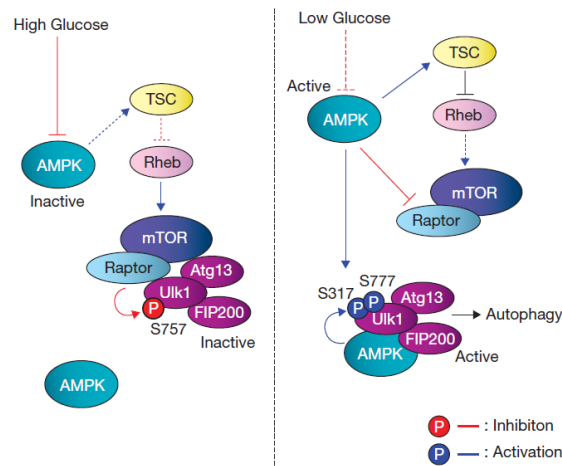 High Glucose
TSC
AMPK
Inactive
Rheb
mTOR
Raptor
Atg13
Ulk1
P
FIP200
S757
Inactive
AMPK
Low Glucose
Active
TSC
AMPK
Rheb
mTOR
Raptor
S777
S317
P
P
Atg13
Ulk1
Autophagy
FIP200
AMPK
Active
P : Inhibiton
P : Activation